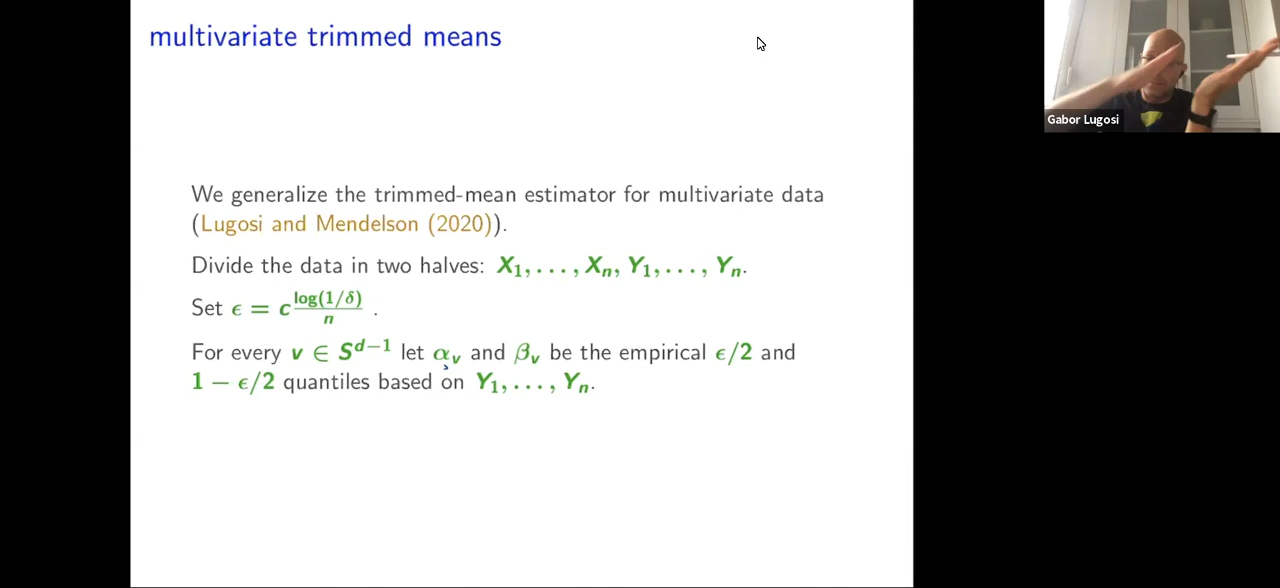 multivariate trimmed means
Gabor Lugosi
We generalize the trimmed-mean estimator for multivariate data
(Lugosi and Mendelson (2020)).
Divide the data in two halves: X₁, . . . , Xₙ, Y₁, . . . , Yₙ.
Set ϵ = c log(1/δ)/n .
For every v ∈ S^{d−1} let α_v and β_v be the empirical ϵ/2 and
1 − ϵ/2 quantiles based on Y₁, . . . , Yₙ.